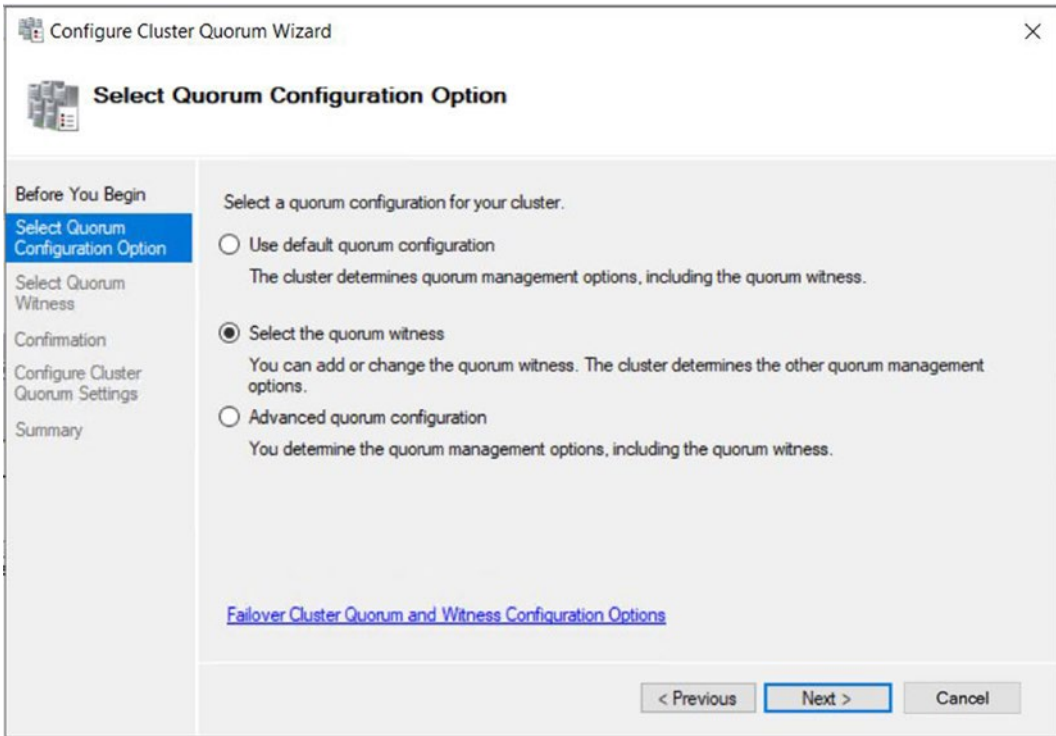 Configure Cluster Quorum Wizard
Select Quorum Configuration Option
Before You Begin
Select Quorum
Configuration Option
Select Quorum
Witness
Confirmation
Configure Cluster
Quorum Settings
Summary
Select a quorum configuration for your cluster.
Use default quorum configuration
The cluster determines quorum management options, including the quorum witness.
Select the quorum witness
You can add or change the quorum witness. The cluster determines the other quorum management
options.
Advanced quorum configuration
You determine the quorum management options, including the quorum witness.
Failover Cluster Quorum and Witness Configuration Options
< Previous
Next >
Cancel